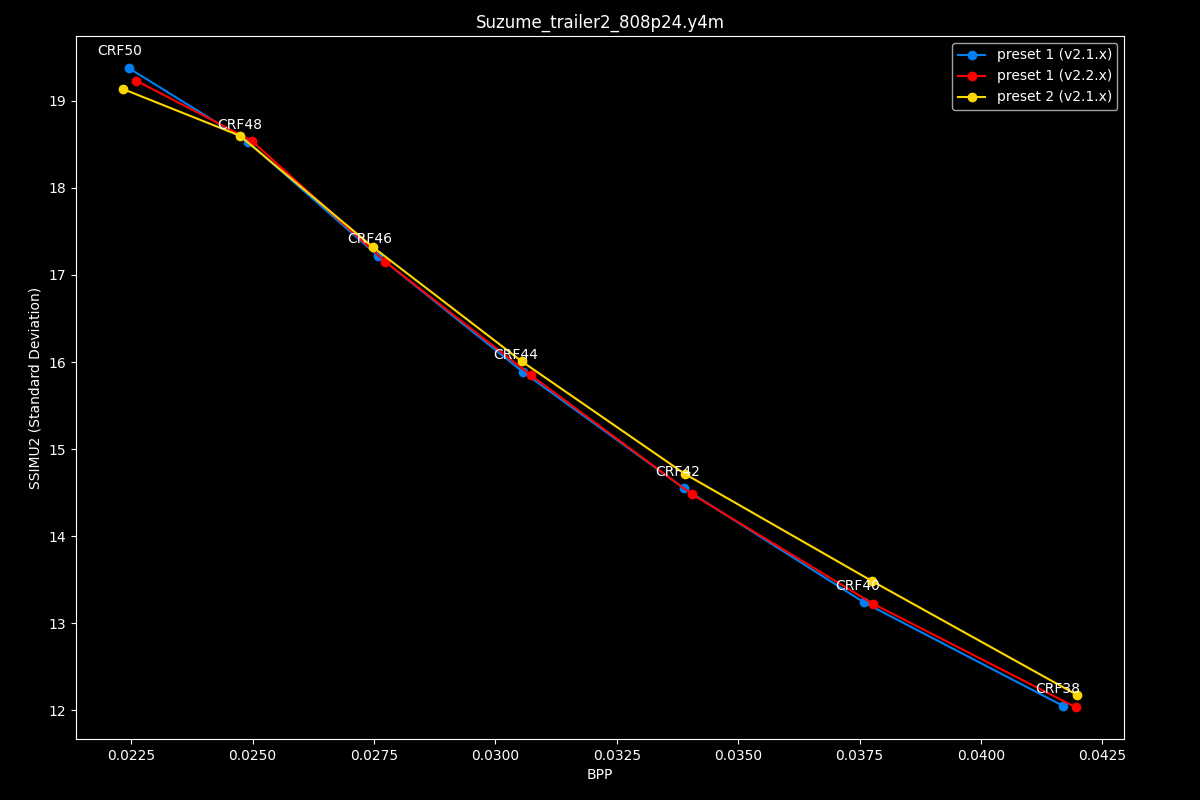 Suzume_trailer2_808p24.y4m
preset 1 (v2.1.x)
preset 1 (v2.2.x)
preset 2 (v2.1.x)
CRF50
CRF48
CRF46
CRF44
CRF42
CRF40
CRF38
19
18
17
16
15
14
13
12
SSIMU2 (Standard Deviation)
0.0225 0.0250 0.0275 0.0300 0.0325 0.0350 0.0375 0.0400 0.0425
BPP